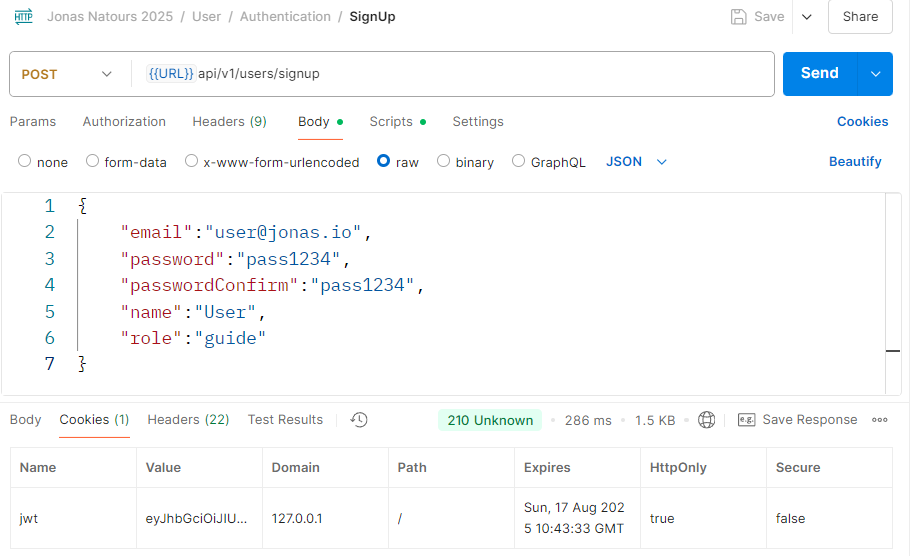 HTTP Jonas Natours 2025 / User / Authentication / SignUp Save Share
POST {{URL}} api/v1/users/signup Send
Params Authorization Headers (9) Body Scripts Settings Cookies
none form-data x-www-form-urlencoded raw binary GraphQL JSON Beautify
1 {
2 "email":"user@jonas.io",
3 "password":"pass1234",
4 "passwordConfirm":"pass1234",
5 "name":"User",
6 "role":"guide"
7 }
Body Cookies (1) Headers (22) Test Results 210 Unknown 286 ms 1.5 KB e.g. Save Response
Name Value Domain Path Expires HttpOnly Secure
jwt eyJhbGciOiJIU... 127.0.0.1 / Sun, 17 Aug 202 true false
5 10:43:33 GMT